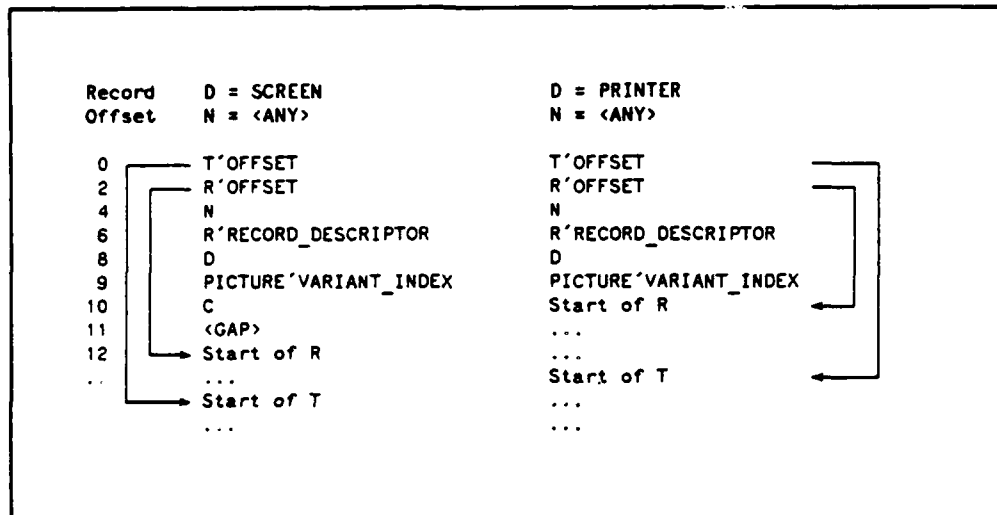 Record D = SCREEN D = PRINTER
Offset N = <ANY> N = <ANY>
0 T'OFFSET T'OFFSET
2 R'OFFSET R'OFFSET
4 N N
6 R'RECORD_DESCRIPTOR R'RECORD_DESCRIPTOR
8 D D
9 PICTURE'VARIANT_INDEX PICTURE'VARIANT_INDEX
10 C Start of R
11 <GAP> ...
12 Start of R ...
.. ... Start of T
Start of T ...
... ...